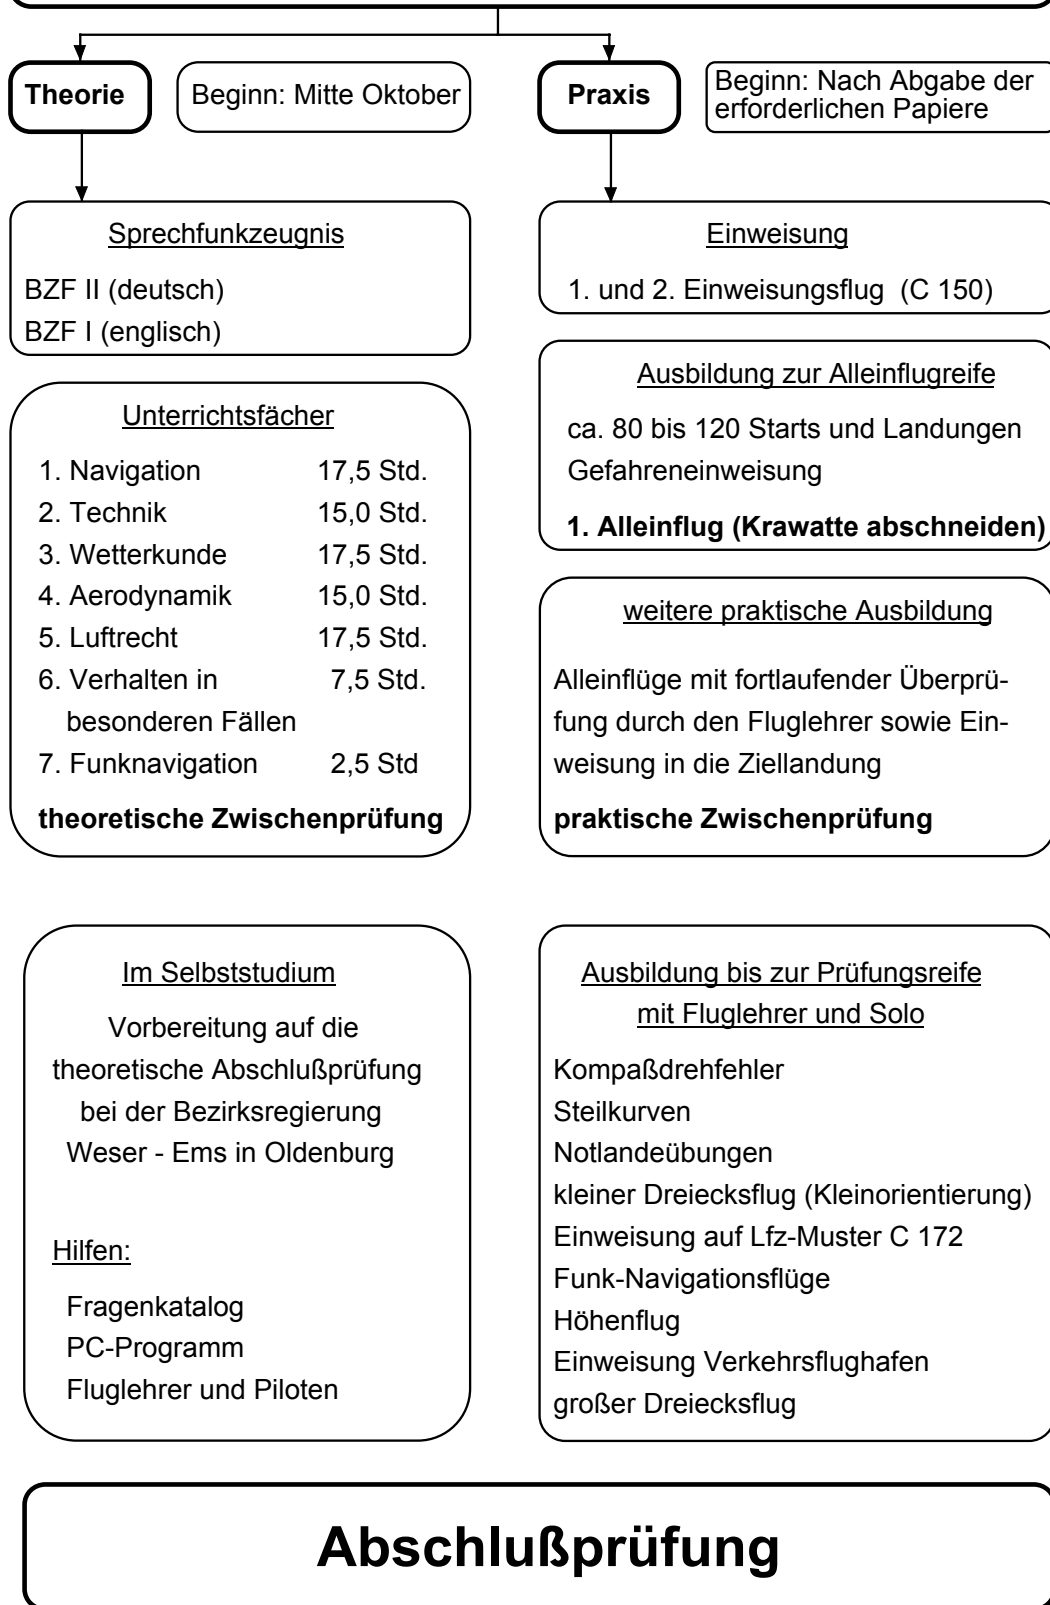 Theorie
Beginn: Mitte Oktober
Sprechfunkzeugnis
BZF II (deutsch)
BZF I (englisch)
Unterrichtsfächer
1. Navigation 17,5 Std.
2. Technik 15,0 Std.
3. Wetterkunde 17,5 Std.
4. Aerodynamik 15,0 Std.
5. Luftrecht 17,5 Std.
6. Verhalten in 7,5 Std.
besonderen Fällen
7. Funknavigation 2,5 Std
theoretische Zwischenprüfung
Im Selbststudium
Vorbereitung auf die
theoretische Abschlußprüfung
bei der Bezirksregierung
Weser - Ems in Oldenburg
Hilfen:
Fragenkatalog
PC-Programm
Fluglehrer und Piloten
Praxis
Beginn: Nach Abgabe der
erforderlichen Papiere
Einweisung
1. und 2. Einweisungsflug (C 150)
Ausbildung zur Alleinflugreife
ca. 80 bis 120 Starts und Landungen
Gefahreneinweisung
1. Alleinflug (Krawatte abschneiden)
weitere praktische Ausbildung
Alleinflüge mit fortlaufender Überprü-
fung durch den Fluglehrer sowie Ein-
weisung in die Ziellandung
praktische Zwischenprüfung
Ausbildung bis zur Prüfungsreife
mit Fluglehrer und Solo
Kompaßdrehfehler
Steilkurven
Notlandeübungen
kleiner Dreiecksflug (Kleinorientierung)
Einweisung auf Lfz-Muster C 172
Funk-Navigationsflüge
Höhenflug
Einweisung Verkehrsflughafen
großer Dreiecksflug
Abschlußprüfung